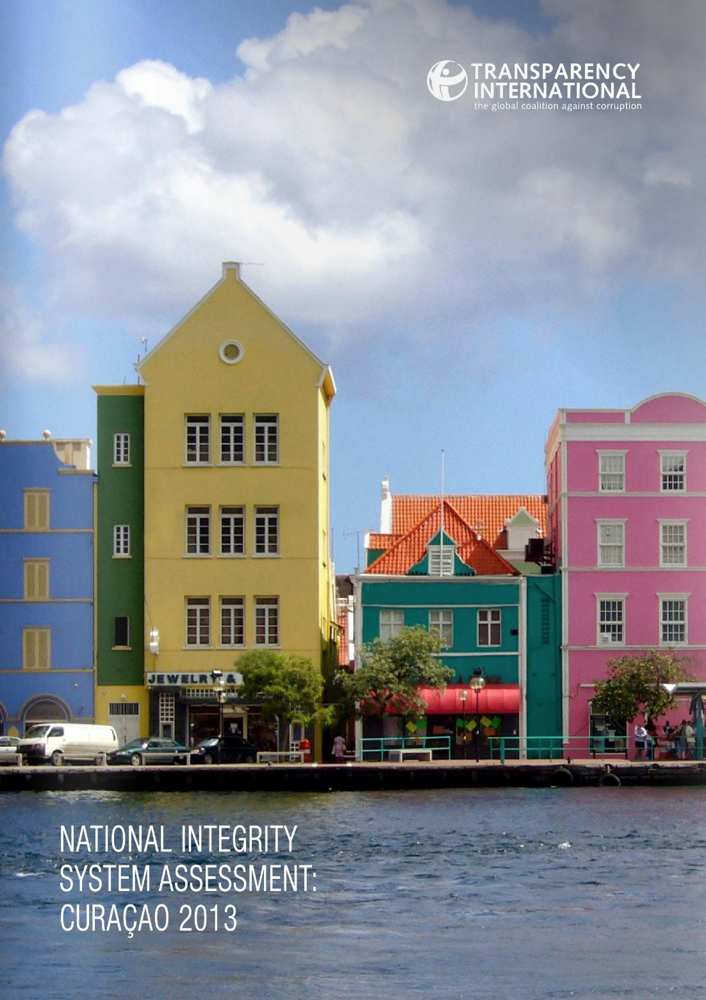 TRANSPARENCY
INTERNATIONAL
the global coalition against corruption
JEWELRY &
NATIONAL INTEGRITY
SYSTEM ASSESSMENT:
CURAÇAO 2013